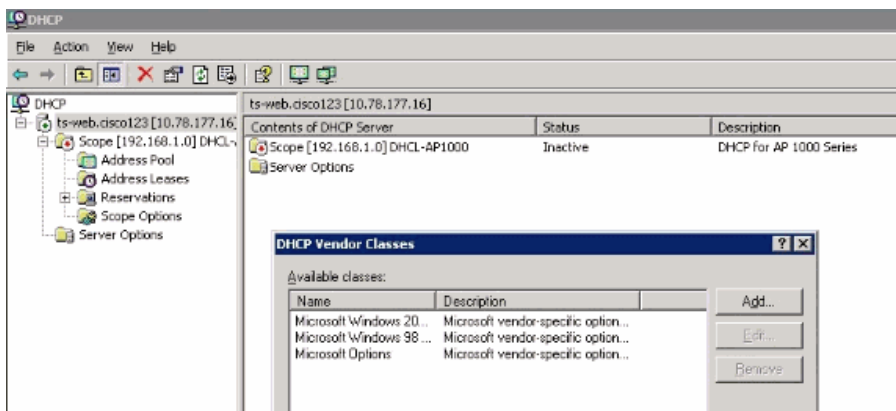 DHCP
File Action View Help
DHCP
ts-web.cisco123 [10.78.177.16]
Scope [192.168.1.0] DHCL-
Address Pool
Address Leases
Reservations
Scope Options
Server Options
ts-web.cisco123 [10.78.177.16]
Contents of DHCP Server Status Description
Scope [192.168.1.0] DHCL-AP1000 Inactive DHCP for AP 1000 Series
Server Options
DHCP Vendor Classes
Available classes:
Name Description
Microsoft Windows 20... Microsoft vendor-specific option...
Microsoft Windows 98 ... Microsoft vendor-specific option...
Microsoft Options Microsoft vendor-specific option...
Add...
Edit...
Remove